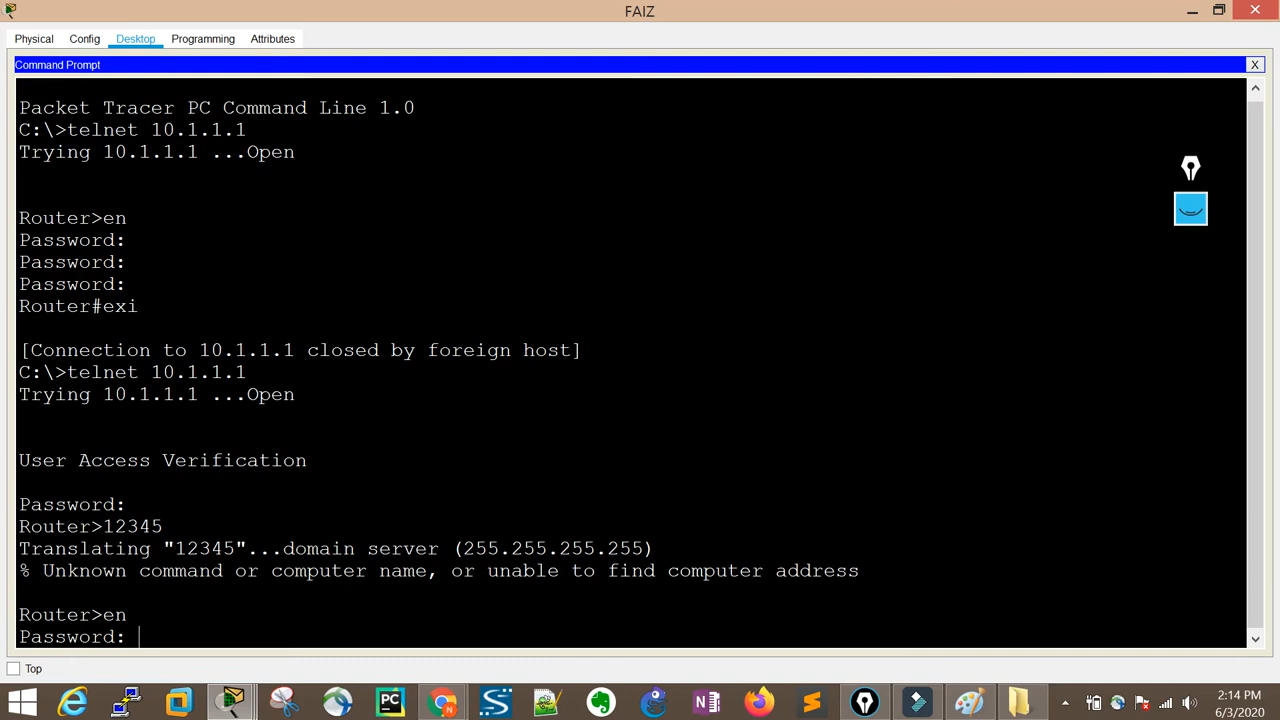 FAIZ
Physical Config Desktop Programming Attributes
Command Prompt X
Packet Tracer PC Command Line 1.0
C:\>telnet 10.1.1.1
Trying 10.1.1.1 ...Open
Router>en
Password:
Password:
Password:
Router#exi
[Connection to 10.1.1.1 closed by foreign host]
C:\>telnet 10.1.1.1
Trying 10.1.1.1 ...Open
User Access Verification
Password:
Router>12345
Translating "12345"...domain server (255.255.255.255)
% Unknown command or computer name, or unable to find computer address
Router>en
Password:
Top
PC
N
2:14 PM
6/3/2020